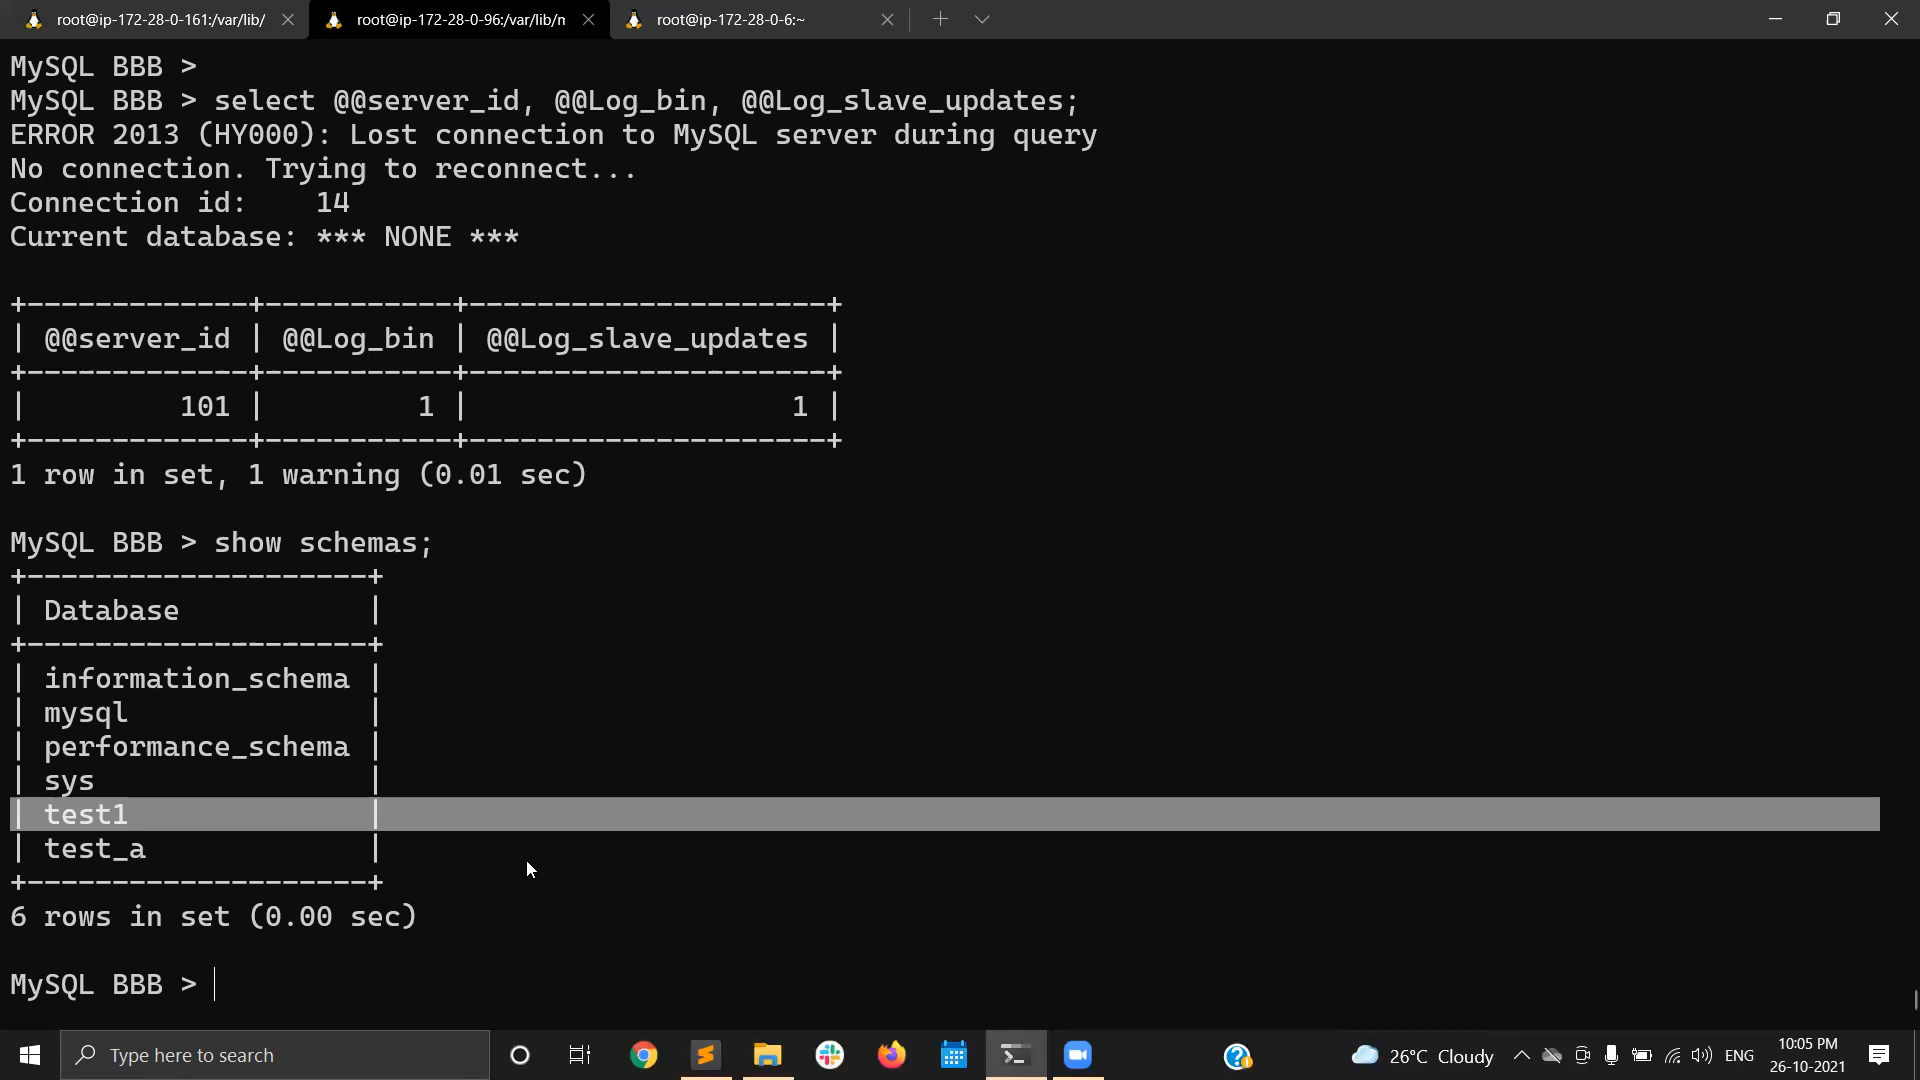 root@ip-172-28-0-161:/var/lib/
root@ip-172-28-0-96:/var/lib/n
root@ip-172-28-0-6:~
MySQL BBB >
MySQL BBB > select @@server_id, @@Log_bin, @@Log_slave_updates;
ERROR 2013 (HY000): Lost connection to MySQL server during query
No connection. Trying to reconnect...
Connection id:    14
Current database: *** NONE ***
+-------------+-----------+---------------------+
| @@server_id | @@Log_bin | @@Log_slave_updates |
+-------------+-----------+---------------------+
|         101 |         1 |                   1 |
+-------------+-----------+---------------------+
1 row in set, 1 warning (0.01 sec)
MySQL BBB > show schemas;
+--------------------+
| Database           |
+--------------------+
| information_schema |
| mysql              |
| performance_schema |
| sys                |
| test1              |
| test_a             |
+--------------------+
6 rows in set (0.00 sec)
MySQL BBB >
Type here to search
26°C Cloudy
ENG
10:05 PM
26-10-2021